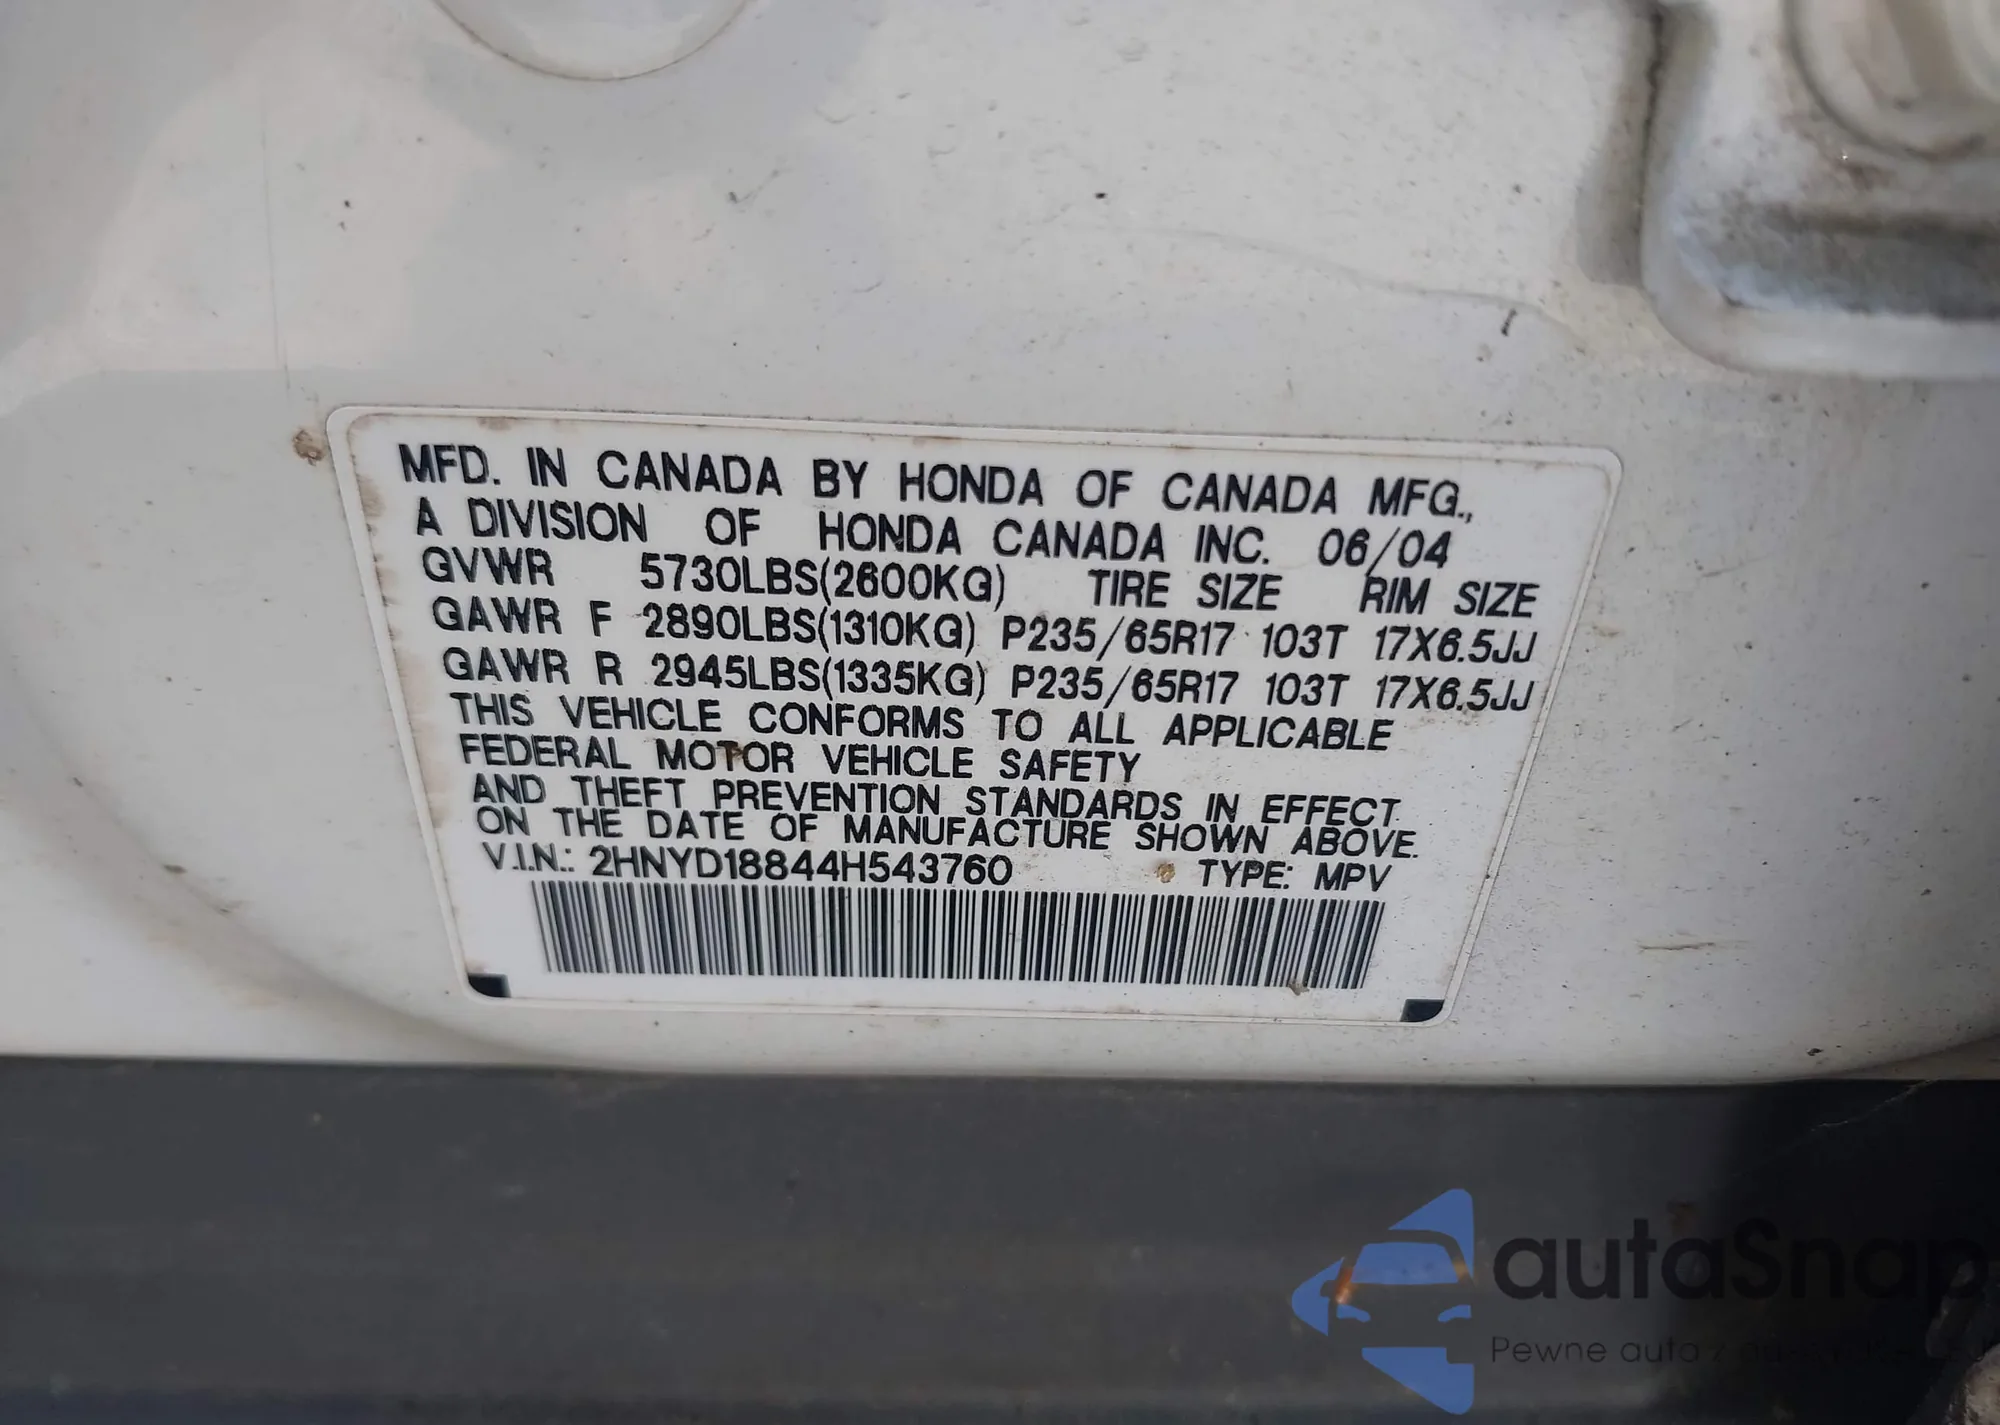 MFD. IN CANADA BY HONDA OF CANADA MFG.,
A DIVISION OF HONDA CANADA INC. 06/04
GVWR 5730LBS(2600KG) TIRE SIZE RIM SIZE
GAWR F 2890LBS(1310KG) P235/65R17 103T 17X6.5JJ
GAWR R 2945LBS(1335KG) P235/65R17 103T 17X6.5JJ
THIS VEHICLE CONFORMS TO ALL APPLICABLE
FEDERAL MOTOR VEHICLE SAFETY
AND THEFT PREVENTION STANDARDS IN EFFECT
ON THE DATE OF MANUFACTURE SHOWN ABOVE.
V.I.N.: 2HNYD18844H543760 TYPE: MPV
autaSnap
Pewne auta z